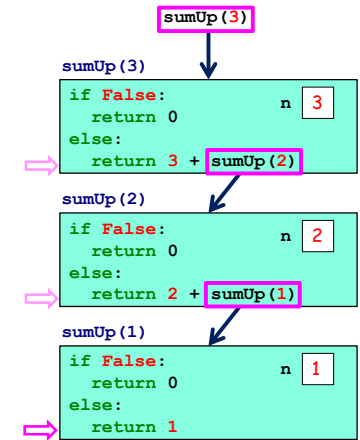 sumUp(3)
sumUp(3)
if False:
return 0
n 3
else:
return 3 + sumUp(2)
sumUp(2)
if False:
return 0
n 2
else:
return 2 + sumUp(1)
sumUp(1)
if False:
return 0
n 1
else:
return 1